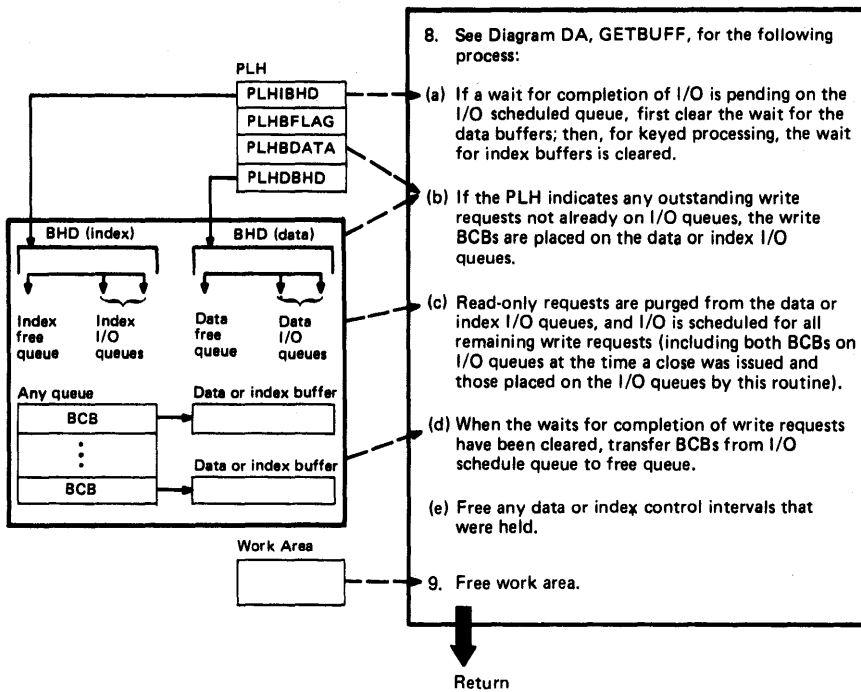 PLH
PLHIBHD
PLHBFLAG
PLHBDATA
PLHDBHD
BHD (index)
BHD (data)
Index
free
queue
Index
I/O
queues
Data
free
queue
Data
I/O
queues
Any queue
BCB
Data or index buffer
BCB
Data or index buffer
Work Area
8. See Diagram DA, GETBUFF, for the following
process:
(a) If a wait for completion of I/O is pending on the
I/O scheduled queue, first clear the wait for the
data buffers; then, for keyed processing, the wait
for index buffers is cleared.
(b) If the PLH indicates any outstanding write
requests not already on I/O queues, the write
BCBs are placed on the data or index I/O
queues.
(c) Read-only requests are purged from the data or
index I/O queues, and I/O is scheduled for all
remaining write requests (including both BCBs on
I/O queues at the time a close was issued and
those placed on the I/O queues by this routine).
(d) When the waits for completion of write requests
have been cleared, transfer BCBs from I/O
schedule queue to free queue.
(e) Free any data or index control intervals that
were held.
9. Free work area.
Return